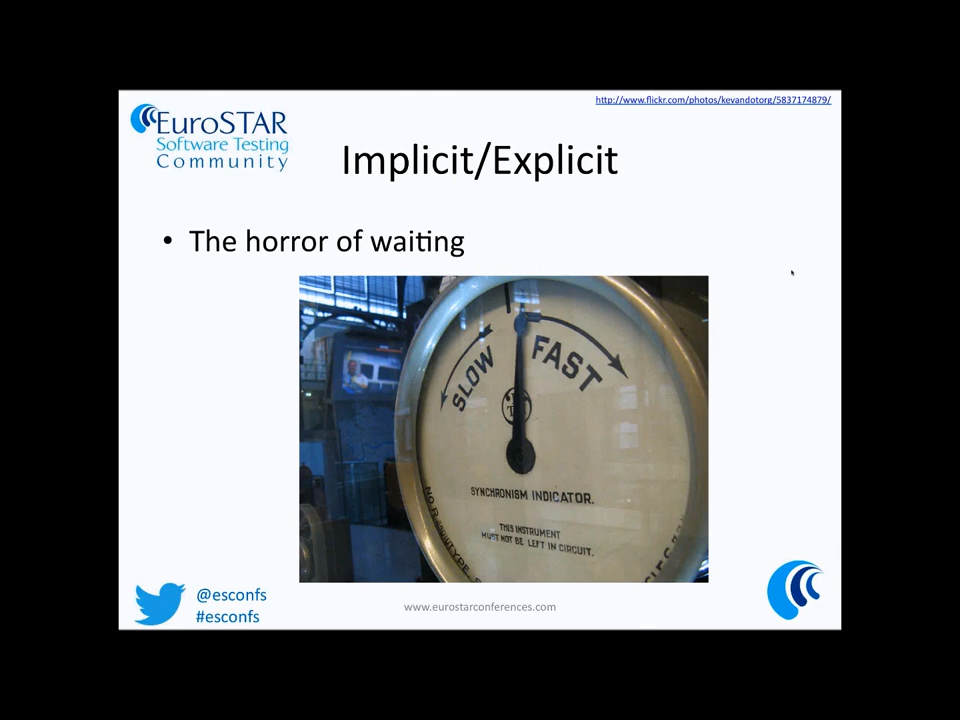 http://www.flickr.com/photos/kevandotorg/5837174879/
EuroSTAR
Software Testing
Community
Implicit/Explicit
• The horror of waiting
SLOW
FAST
SYNCHRONISM INDICATOR.
THIS INSTRUMENT
MUST NOT BE LEFT IN CIRCUIT.
@esconfs
#esconfs
www.eurostarconferences.com